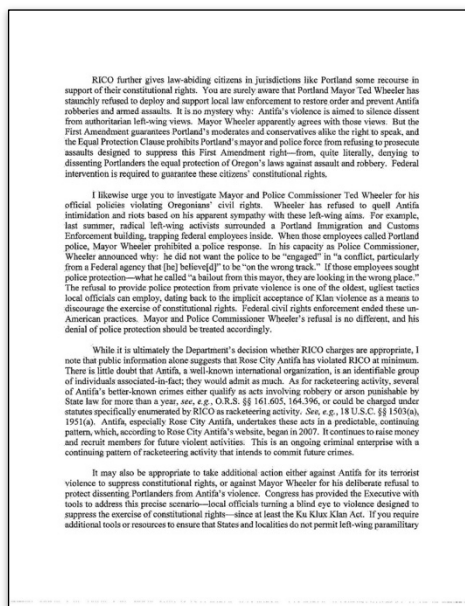 RICO further gives law-abiding citizens in jurisdictions like Portland some recourse in
support of their constitutional rights. You are surely aware that Portland Mayor Ted Wheeler has
staunchly refused to deploy and support local law enforcement to restore order and prevent Antifa
robberies and armed assaults. It is no mystery why: Antifa's violence is aimed to silence dissent
from authoritarian left-wing views. Mayor Wheeler apparently agrees with those views. But the
First Amendment guarantees Portland's moderates and conservatives alike the right to speak, and
the Equal Protection Clause prohibits Portland's mayor and police force from refusing to prosecute
assaults designed to suppress this First Amendment right—from, quite literally, denying to
dissenting Portlanders the equal protection of Oregon's laws against assault and robbery. Federal
intervention is required to guarantee these citizens' constitutional rights.
I likewise urge you to investigate Mayor and Police Commissioner Ted Wheeler for his
official policies violating Oregonians' civil rights. Wheeler has refused to quell Antifa
intimidation and riots based on his apparent sympathy with these left-wing aims. For example,
last summer, radical left-wing activists surrounded a Portland Immigration and Customs
Enforcement building, trapping federal employees inside. When those employees called Portland
police, Mayor Wheeler prohibited a police response. In his capacity as Police Commissioner,
Wheeler announced why: he did not want the police to be "engaged" in "a conflict, particularly
from a Federal agency that [he] believe[d]" to be "on the wrong track." If those employees sought
police protection—what he called "a bailout from this mayor, they are looking in the wrong place."
The refusal to provide police protection from private violence is one of the oldest, ugliest tactics
local officials can employ, dating back to the implicit acceptance of Klan violence as a means to
discourage the exercise of constitutional rights. Federal civil rights enforcement ended these un-
American practices. Mayor and Police Commissioner Wheeler's refusal is no different, and his
denial of police protection should be treated accordingly.
While it is ultimately the Department's decision whether RICO charges are appropriate, I
note that public information alone suggests that Rose City Antifa has violated RICO at minimum.
There is little doubt that Antifa, a well-known international organization, is an identifiable group
of individuals associated-in-fact; they would admit as much. As for racketeering activity, several
of Antifa's better-known crimes either qualify as acts involving robbery or arson punishable by
State law for more than a year, see, e.g., O.R.S. §§ 161.605, 164.396, or could be charged under
statutes specifically enumerated by RICO as racketeering activity. See, e.g., 18 U.S.C. §§ 1503(a),
1951(a). Antifa, especially Rose City Antifa, undertakes these acts in a predictable, continuing
pattern, which, according to Rose City Antifa's website, began in 2007. It continues to raise money
and recruit members for future violent activities. This is an ongoing criminal enterprise with a
continuing pattern of racketeering activity that intends to commit future crimes.
It may also be appropriate to take additional action either against Antifa for its terrorist
violence to suppress constitutional rights, or against Mayor Wheeler for his deliberate refusal to
protect dissenting Portlanders from Antifa's violence. Congress has provided the Executive with
tools to address this precise scenario—local officials turning a blind eye to violence designed to
suppress the exercise of constitutional rights—since at least the Ku Klux Klan Act. If you require
additional tools or resources to ensure that States and localities do not permit left-wing paramilitary